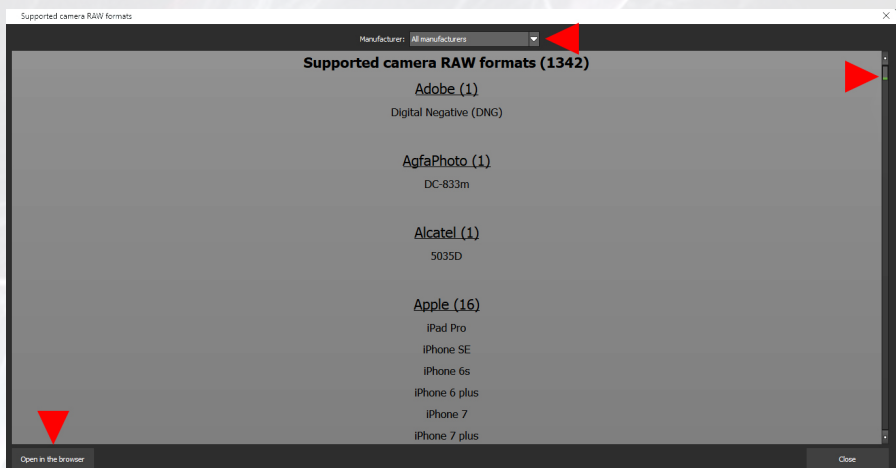 Supported camera RAW formats
Manufacturer: All manufacturers
Supported camera RAW formats (1342)
Adobe (1)
Digital Negative (DNG)
AgfaPhoto (1)
DC-833m
Alcatel (1)
5035D
Apple (16)
iPad Pro
iPhone SE
iPhone 6s
iPhone 6 plus
iPhone 7
iPhone 7 plus
Open in the browser Close